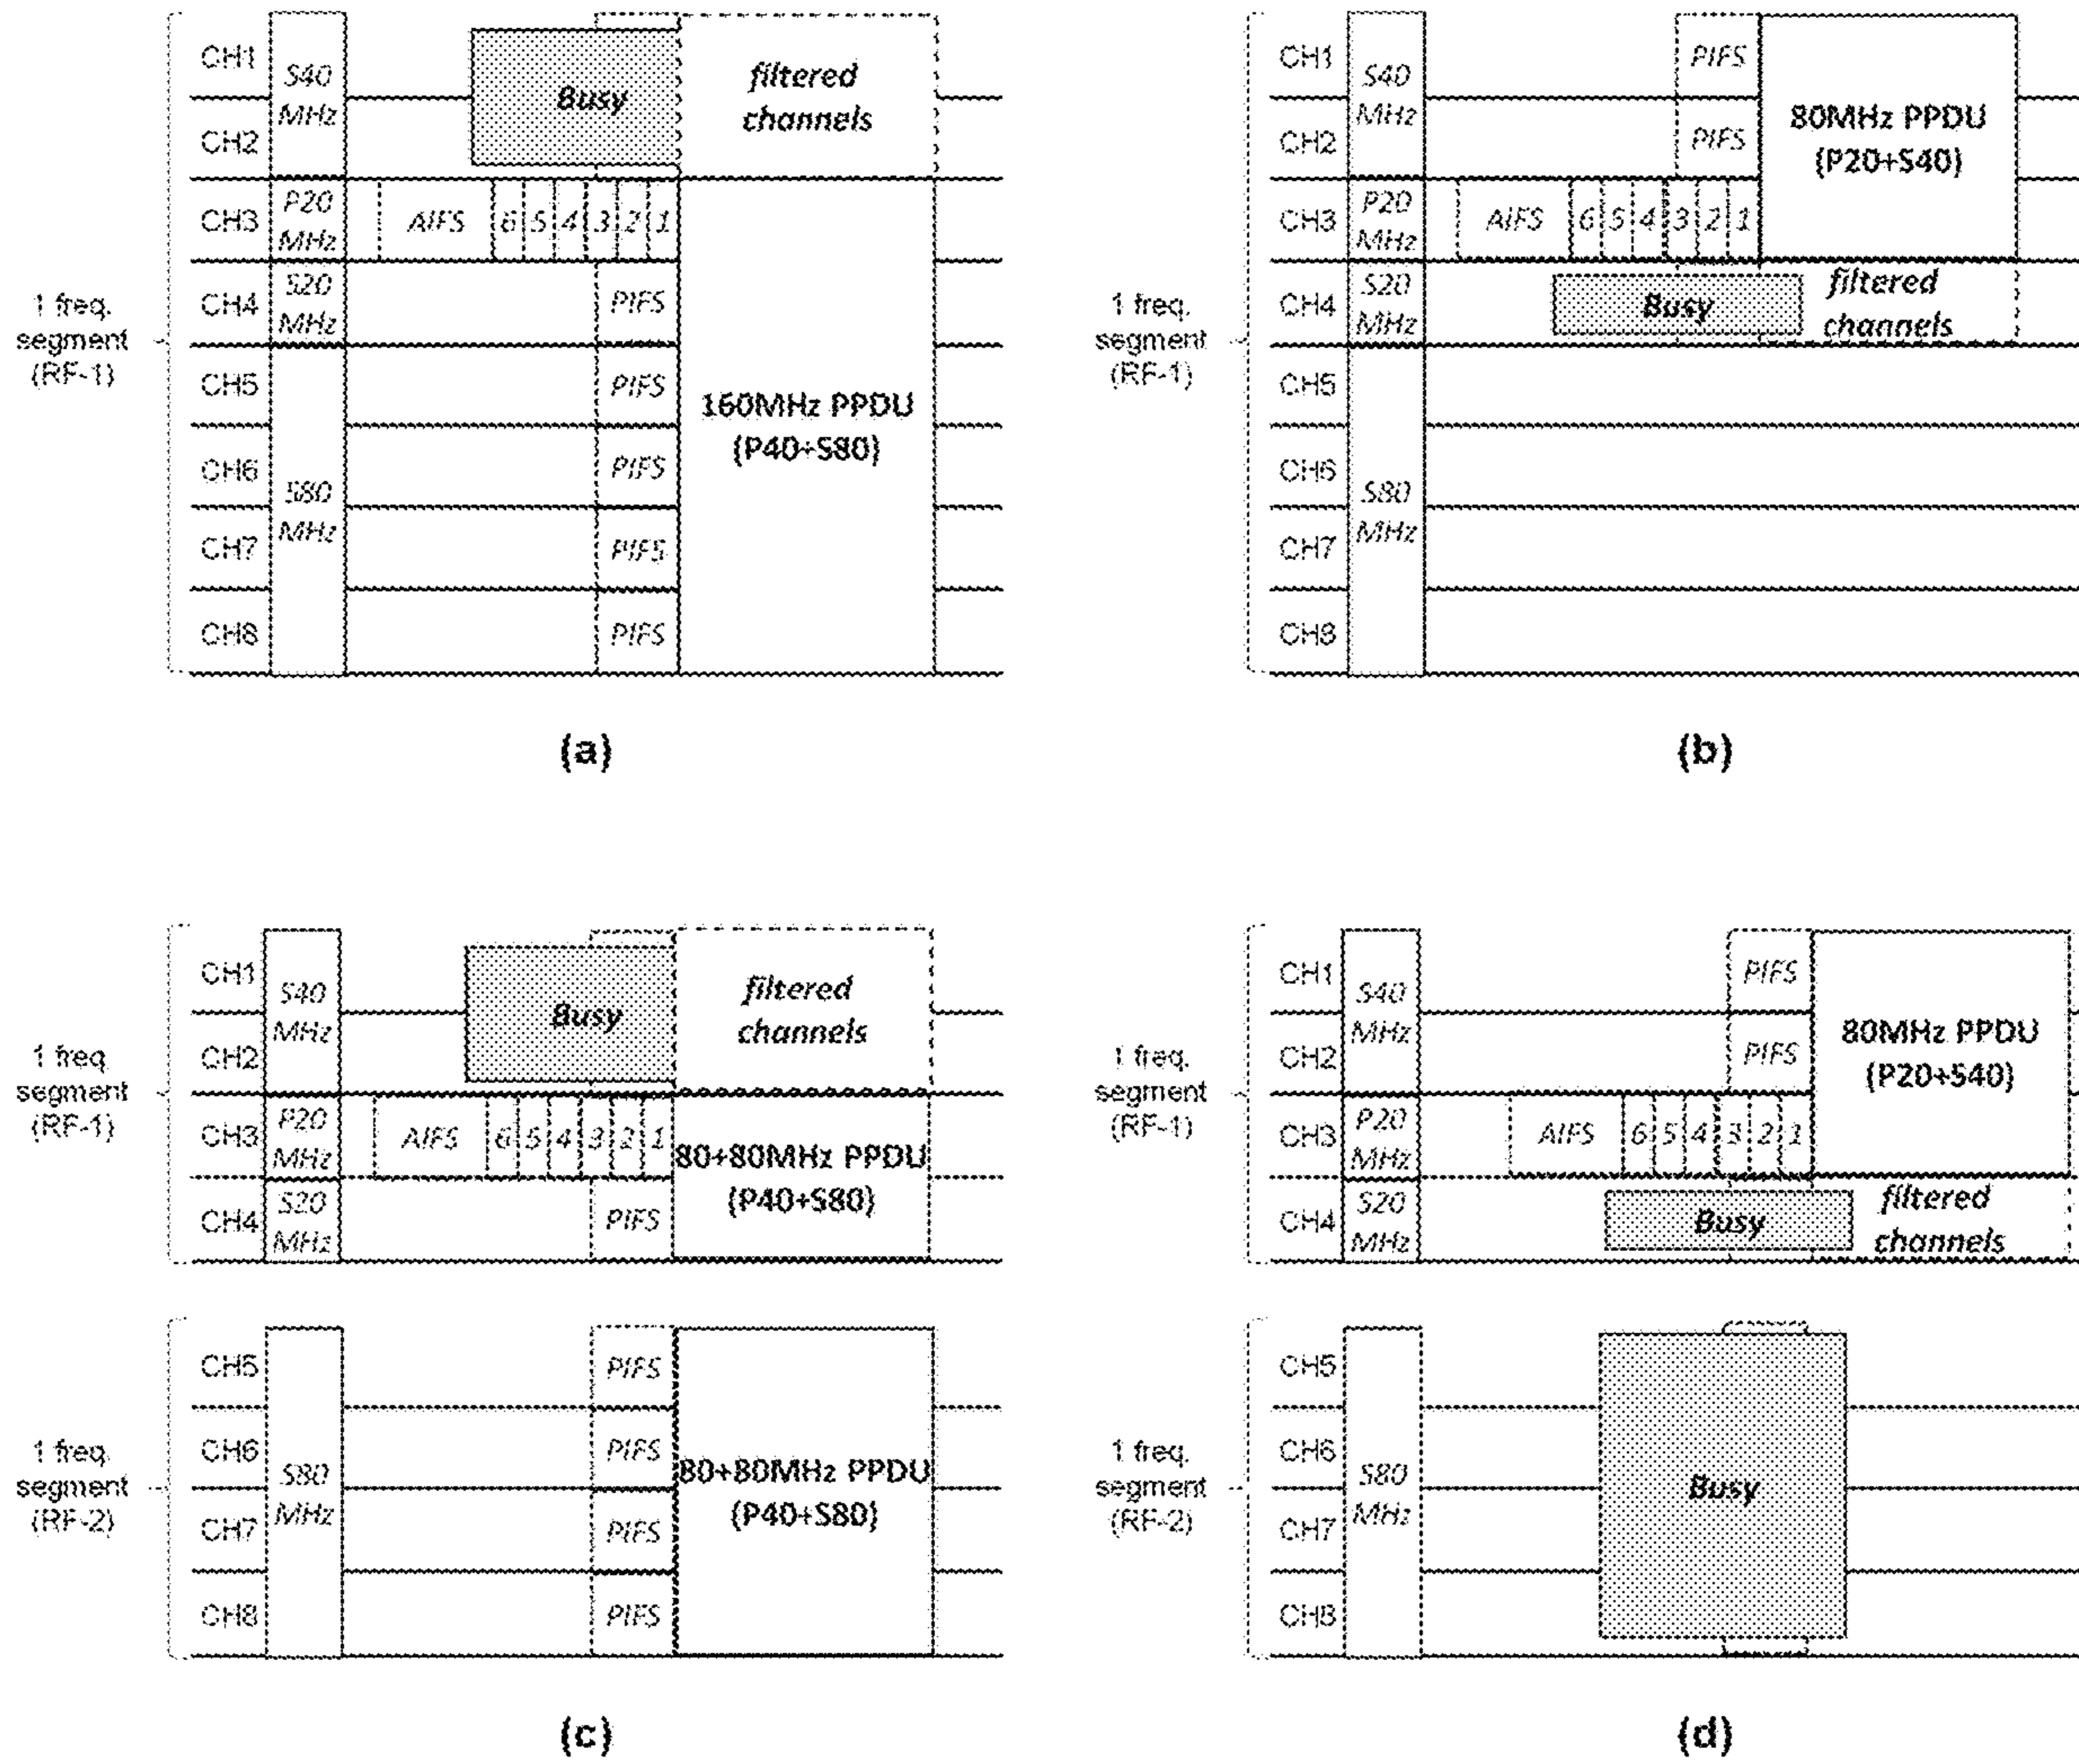 CH1
S40
MHz
Busy
filtered
channels
CH2
CH3
P20
MHz
AIFS
6 5 4 3 2 1
CH4
S20
MHz
PIFS
1 freq.
segment
(RF-1)
CH5
PIFS
160MHz PPDU
(P40+S80)
CH6
PIFS
S80
MHz
CH7
PIFS
CH8
PIFS
(a)
CH1
S40
MHz
PIFS
80MHz PPDU
(P20+S40)
CH2
PIFS
CH3
P20
MHz
AIFS
6 5 4 3 2 1
CH4
S20
MHz
Busy
filtered
channels
1 freq.
segment
(RF-1)
CH5
CH6
S80
MHz
CH7
CH8
(b)
CH1
S40
MHz
Busy
filtered
channels
CH2
1 freq.
segment
(RF-1)
CH3
P20
MHz
AIFS
6 5 4 3 2 1
80+80MHz PPDU
(P40+S80)
CH4
S20
MHz
PIFS
CH5
PIFS
1 freq.
segment
(RF-2)
CH6
PIFS
S80
MHz
80+80MHz PPDU
(P40+S80)
CH7
PIFS
CH8
PIFS
(c)
CH1
S40
MHz
PIFS
80MHz PPDU
(P20+S40)
CH2
PIFS
1 freq.
segment
(RF-1)
CH3
P20
MHz
AIFS
6 5 4 3 2 1
CH4
S20
MHz
Busy
filtered
channels
CH5
1 freq.
segment
(RF-2)
CH6
S80
MHz
Busy
CH7
CH8
(d)